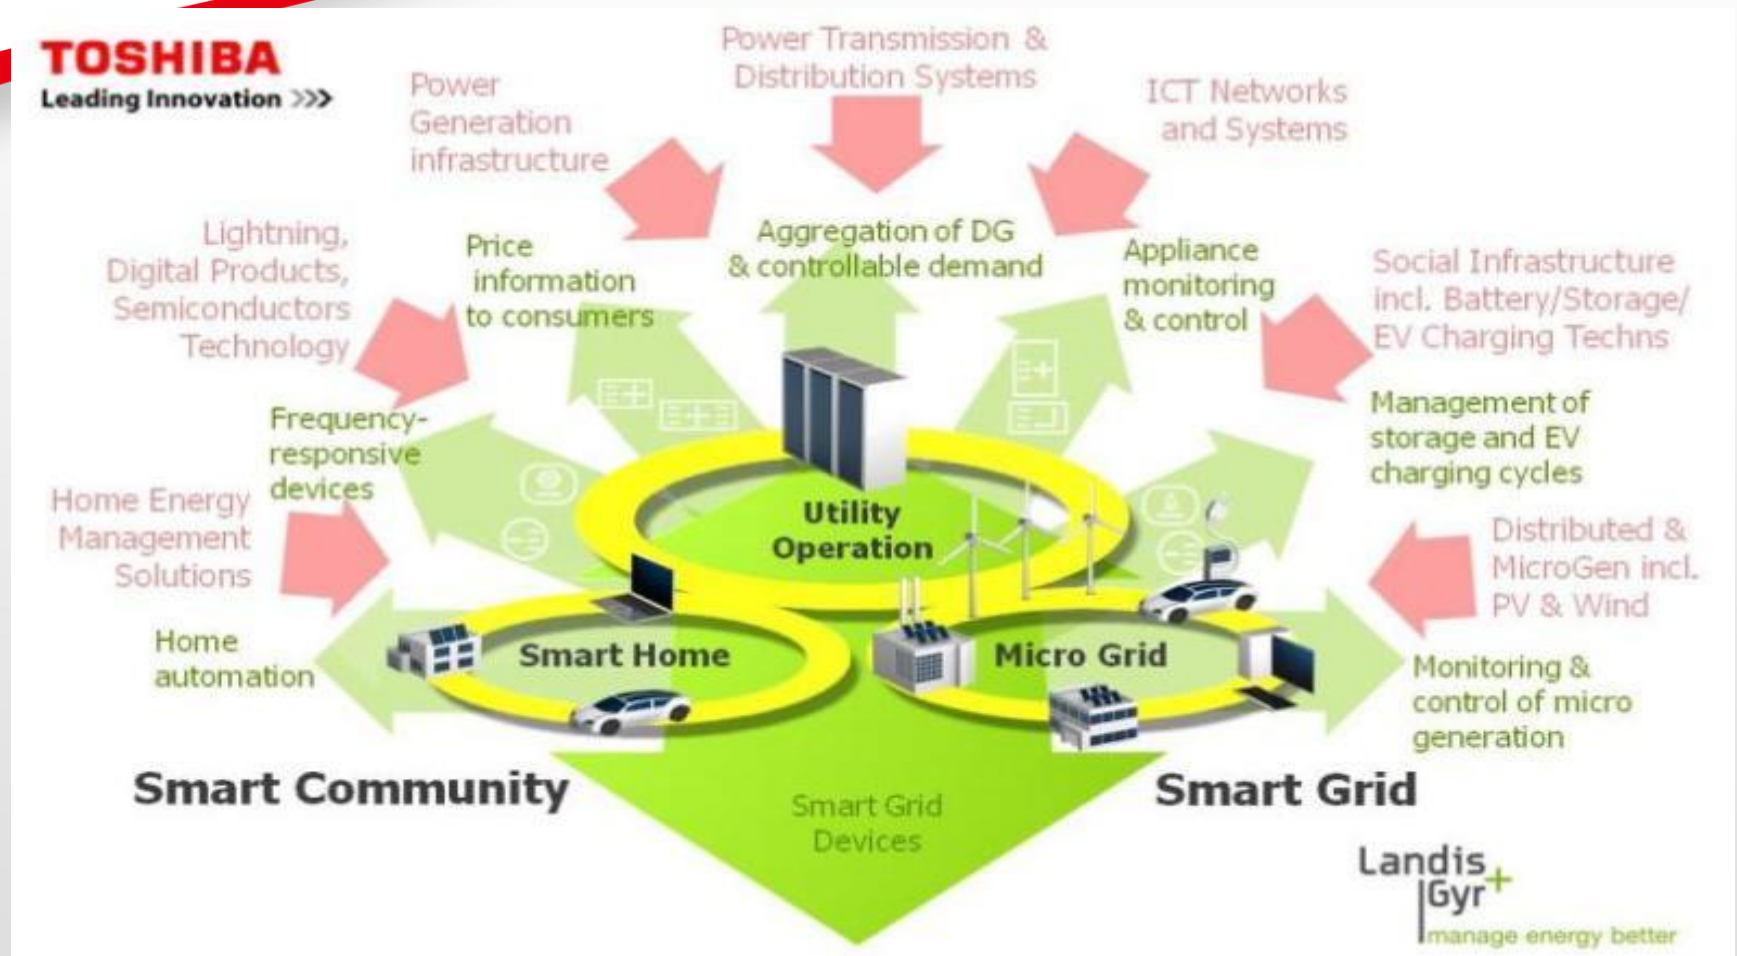 TOSHIBA
Leading Innovation >>>
Power Transmission &
Distribution Systems
Power
Generation
infrastructure
ICT Networks
and Systems
Lightning,
Digital Products,
Semiconductors
Technology
Price
information
to consumers
Aggregation of DG
& controllable demand
Appliance
monitoring
& control
Social Infrastructure
incl. Battery/Storage/
EV Charging Techns
Frequency-
responsive
devices
Management of
storage and EV
charging cycles
Home Energy
Management
Solutions
Utility
Operation
Distributed &
MicroGen incl.
PV & Wind
Home
automation
Smart Home
Micro Grid
Monitoring &
control of micro
generation
Smart Community
Smart Grid
Smart Grid
Devices
Landis
Gyr+
manage energy better